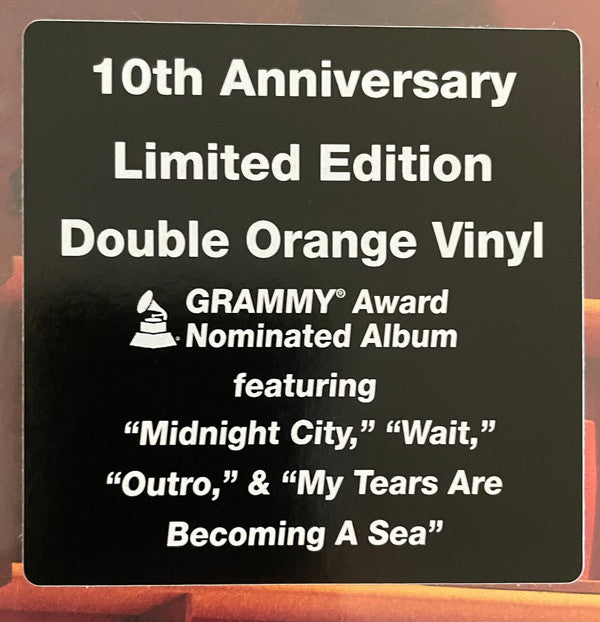 10th Anniversary
Limited Edition
Double Orange Vinyl
GRAMMY® Award
Nominated Album
featuring
“Midnight City,” “Wait,”
“Outro,” & “My Tears Are
Becoming A Sea”